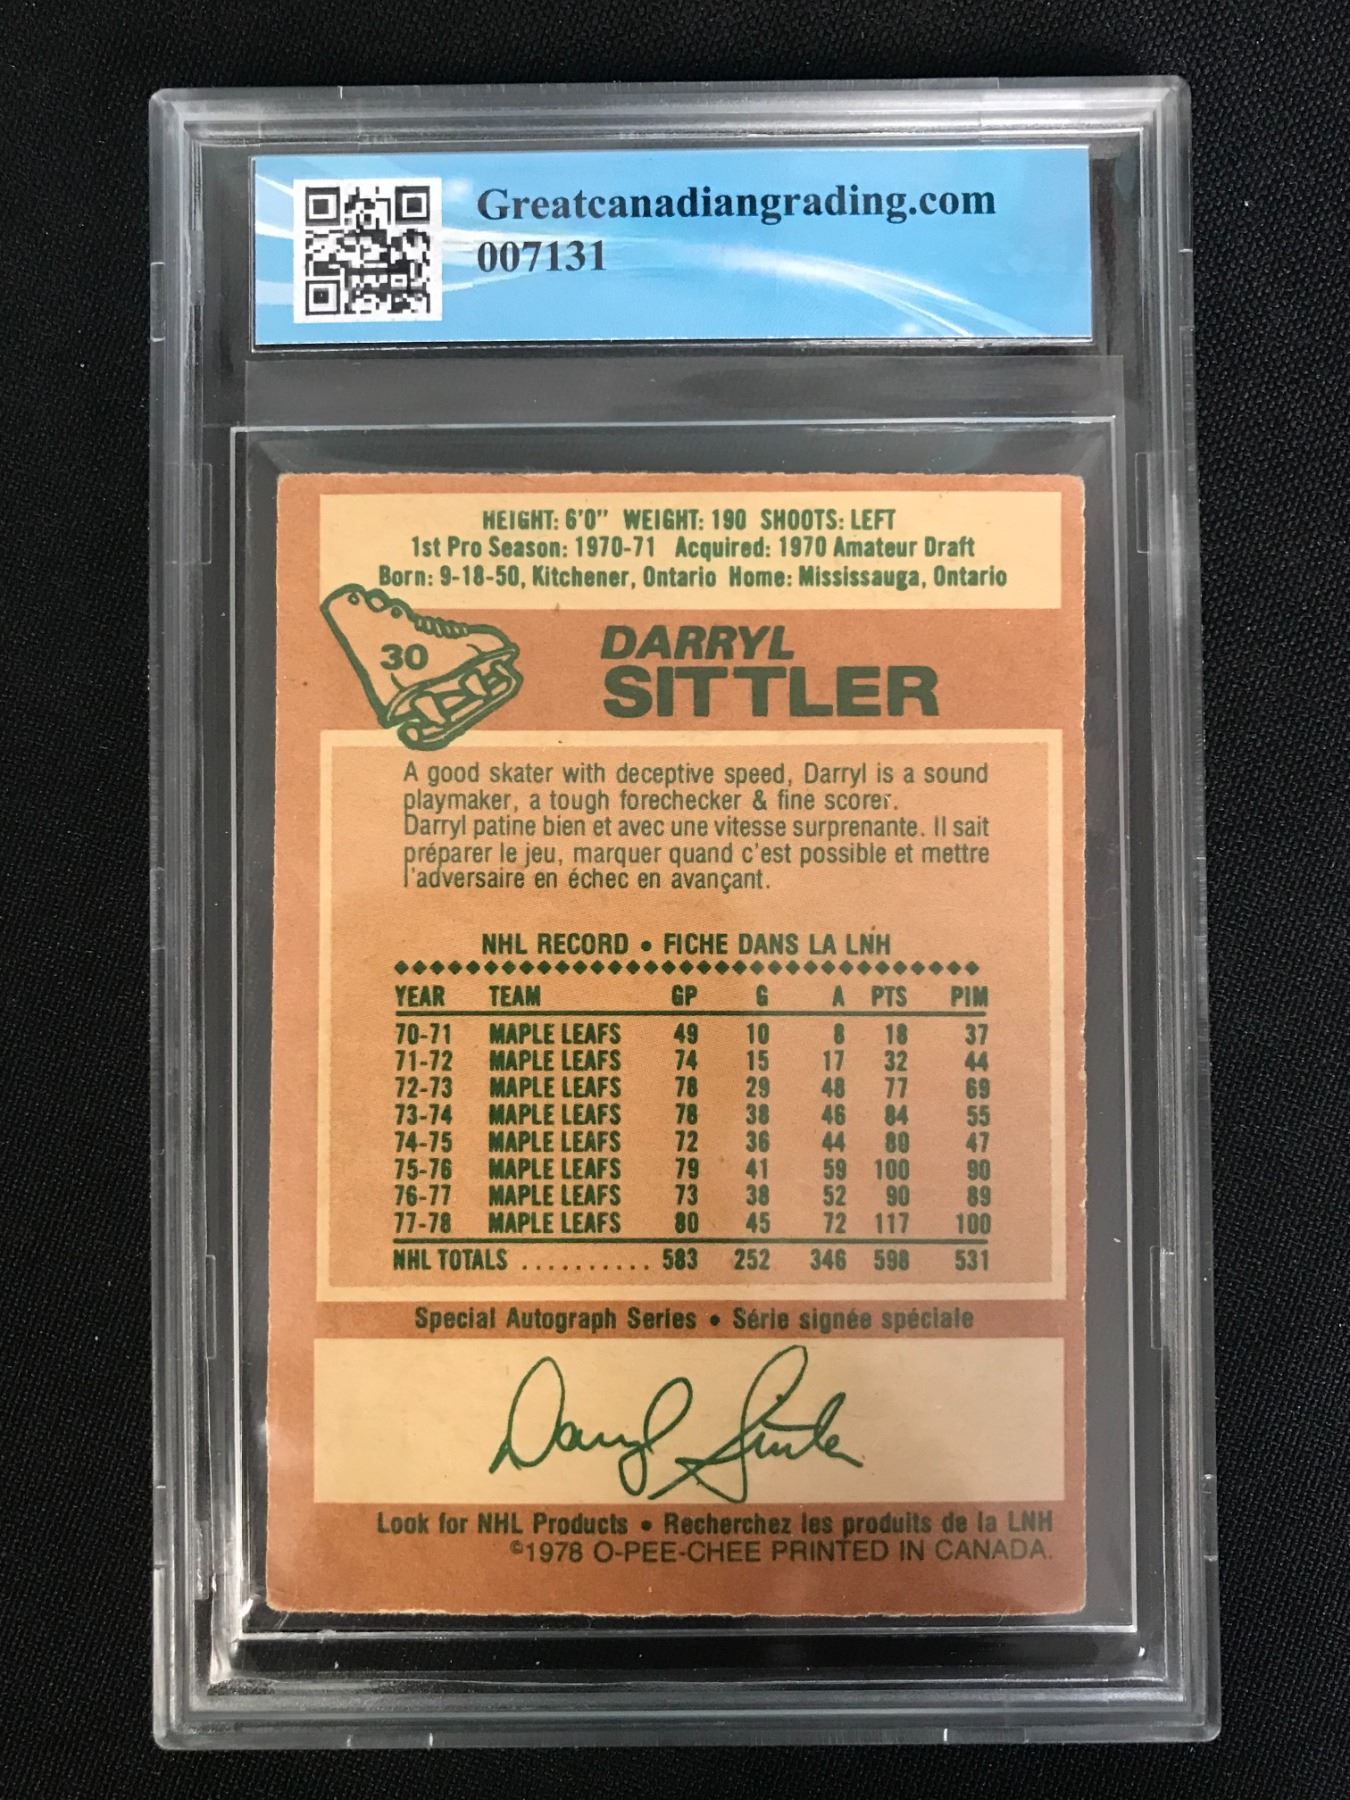 Greatcanadiangrading.com
007131
HEIGHT: 6'0" WEIGHT: 190 SHOOTS: LEFT
1st Pro Season: 1970-71 Acquired: 1970 Amateur Draft
Born: 9-18-50, Kitchener, Ontario Home: Mississauga, Ontario
30
DARRYL
SITTLER
A good skater with deceptive speed, Darryl is a sound
playmaker, a tough forechecker & fine scorer.
Darryl patine bien et avec une vitesse surprenante. Il sait
préparer le jeu, marquer quand c'est possible et mettre
l'adversaire en échec en avançant.
NHL RECORD • FICHE DANS LA LNH
YEAR TEAM GP G A PTS PIM
70-71 MAPLE LEAFS 49 10 8 18 37
71-72 MAPLE LEAFS 74 15 17 32 44
72-73 MAPLE LEAFS 78 29 48 77 69
73-74 MAPLE LEAFS 78 38 46 84 55
74-75 MAPLE LEAFS 72 36 44 80 47
75-76 MAPLE LEAFS 79 41 59 100 90
76-77 MAPLE LEAFS 73 38 52 90 89
77-78 MAPLE LEAFS 80 45 72 117 100
NHL TOTALS .......... 583 252 346 598 531
Special Autograph Series • Série signée spéciale
Darryl Sittler
Look for NHL Products • Recherchez les produits de la LNH
©1978 O-PEE-CHEE PRINTED IN CANADA.